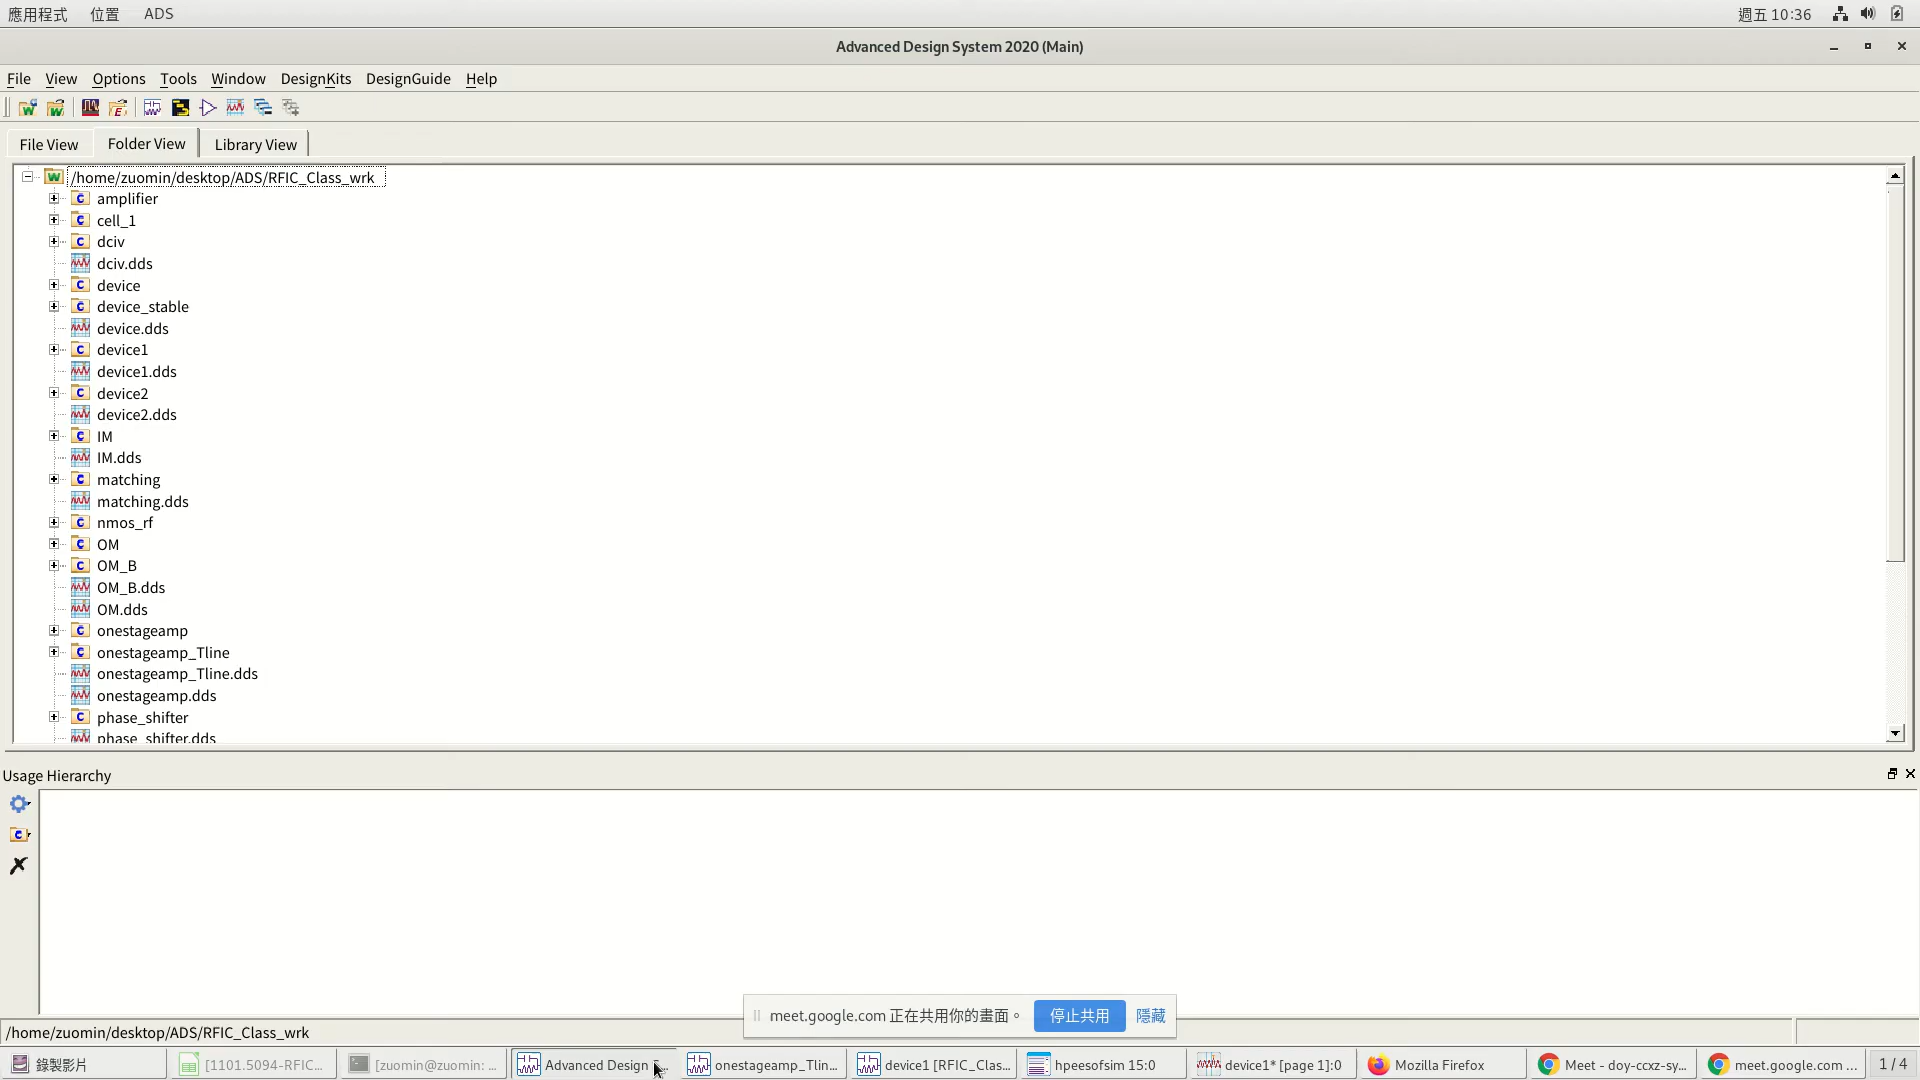 應用程式 位置 ADS 週五 10:36
Advanced Design System 2020 (Main)
File View Options Tools Window DesignKits DesignGuide Help
File View Folder View Library View
/home/zuomin/desktop/ADS/RFIC_Class_wrk
amplifier
cell_1
dciv
dciv.dds
device
device_stable
device.dds
device1
device1.dds
device2
device2.dds
IM
IM.dds
matching
matching.dds
nmos_rf
OM
OM_B
OM_B.dds
OM.dds
onestageamp
onestageamp_Tline
onestageamp_Tline.dds
onestageamp.dds
phase_shifter
phase_shifter.dds
Usage Hierarchy
meet.google.com 正在共用你的畫面。 停止共用 隱藏
/home/zuomin/desktop/ADS/RFIC_Class_wrk
錄製影片 [1101.5094-RFIC... [zuomin@zuomin: ... Advanced Design onestageamp_Tlin... device1 [RFIC_Clas... hpeesofsim 15:0 device1* [page 1]:0 Mozilla Firefox Meet - doy-ccxz-sy... meet.google.com ... 1 / 4